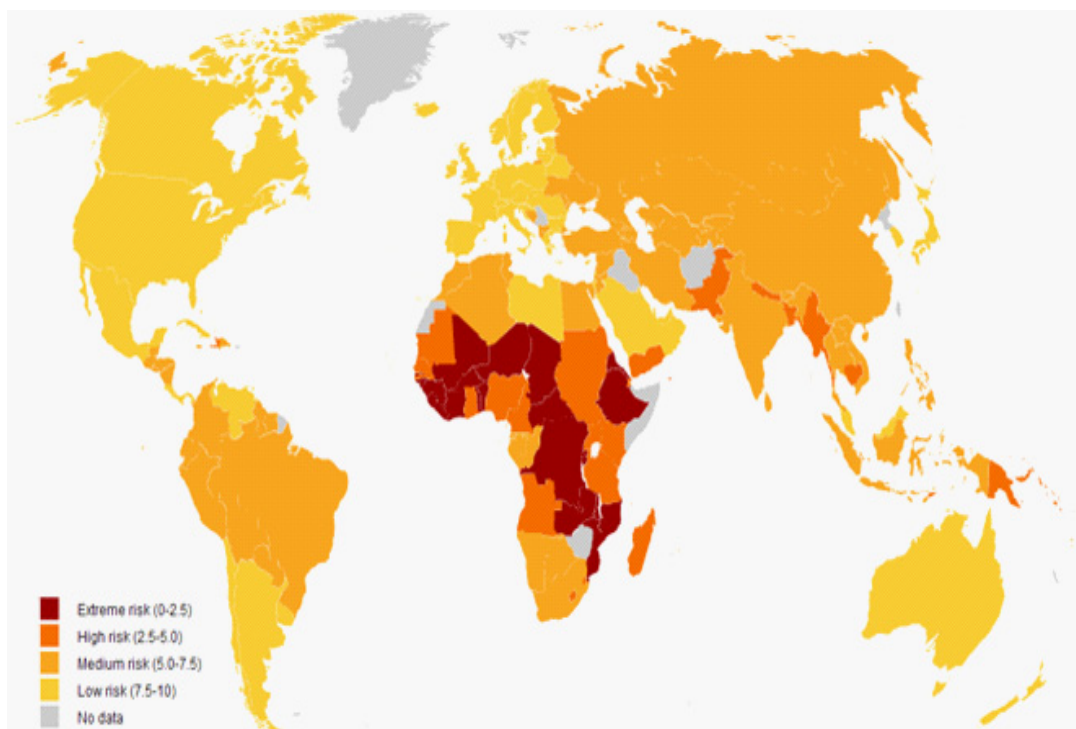 Extreme risk (0-2.5)
High risk (2.5-5.0)
Medium risk (5.0-7.5)
Low risk (7.5-10)
No data